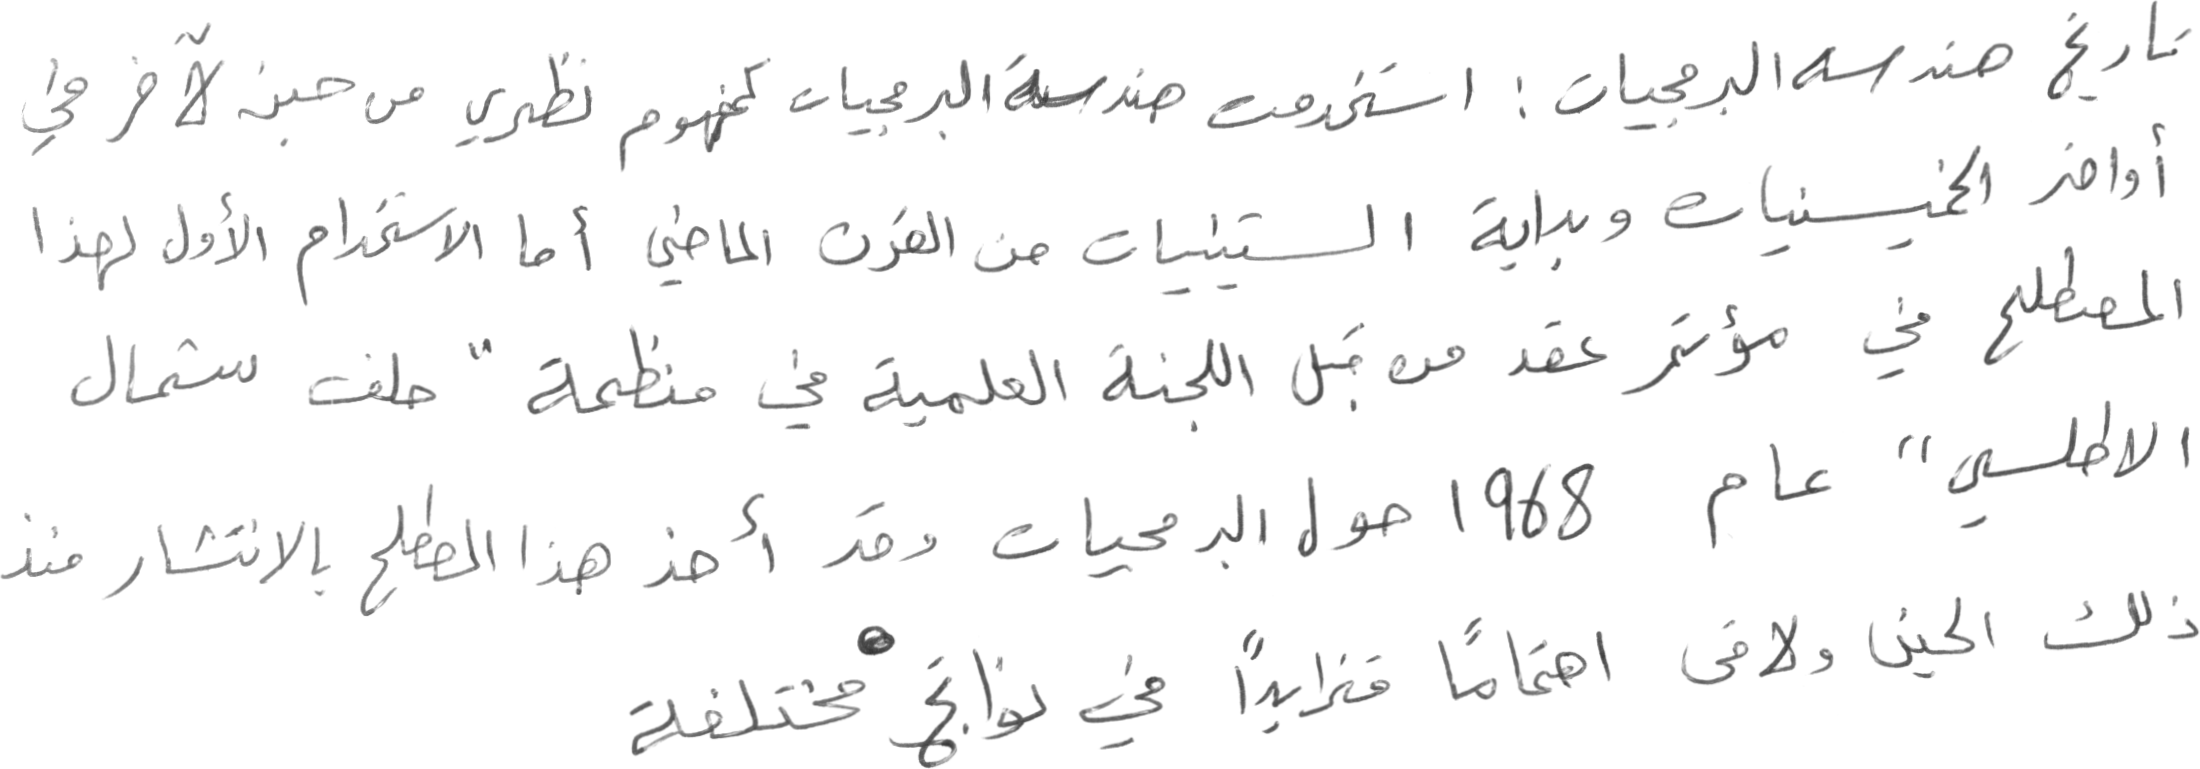 تاريخ هندسه البرمجيات : استخدمت هندسة البرمجيات كمفهوم نظري من حين لآخر في
أواخر الخمسينيات وبداية الستينيات من القرن الماضي أما الاستخدام الأول لهذا
المصطلح في مؤتمر عقد من قبل اللجنة العلمية في منظمة "حلف شمال
الاطلسي" عام 1968 حول البرمجيات وقد أخذ هذا المصطلح بالانتشار منذ
ذلك الحين ولاقى اهتمامًا متزايدًا في نواتج مختلفة